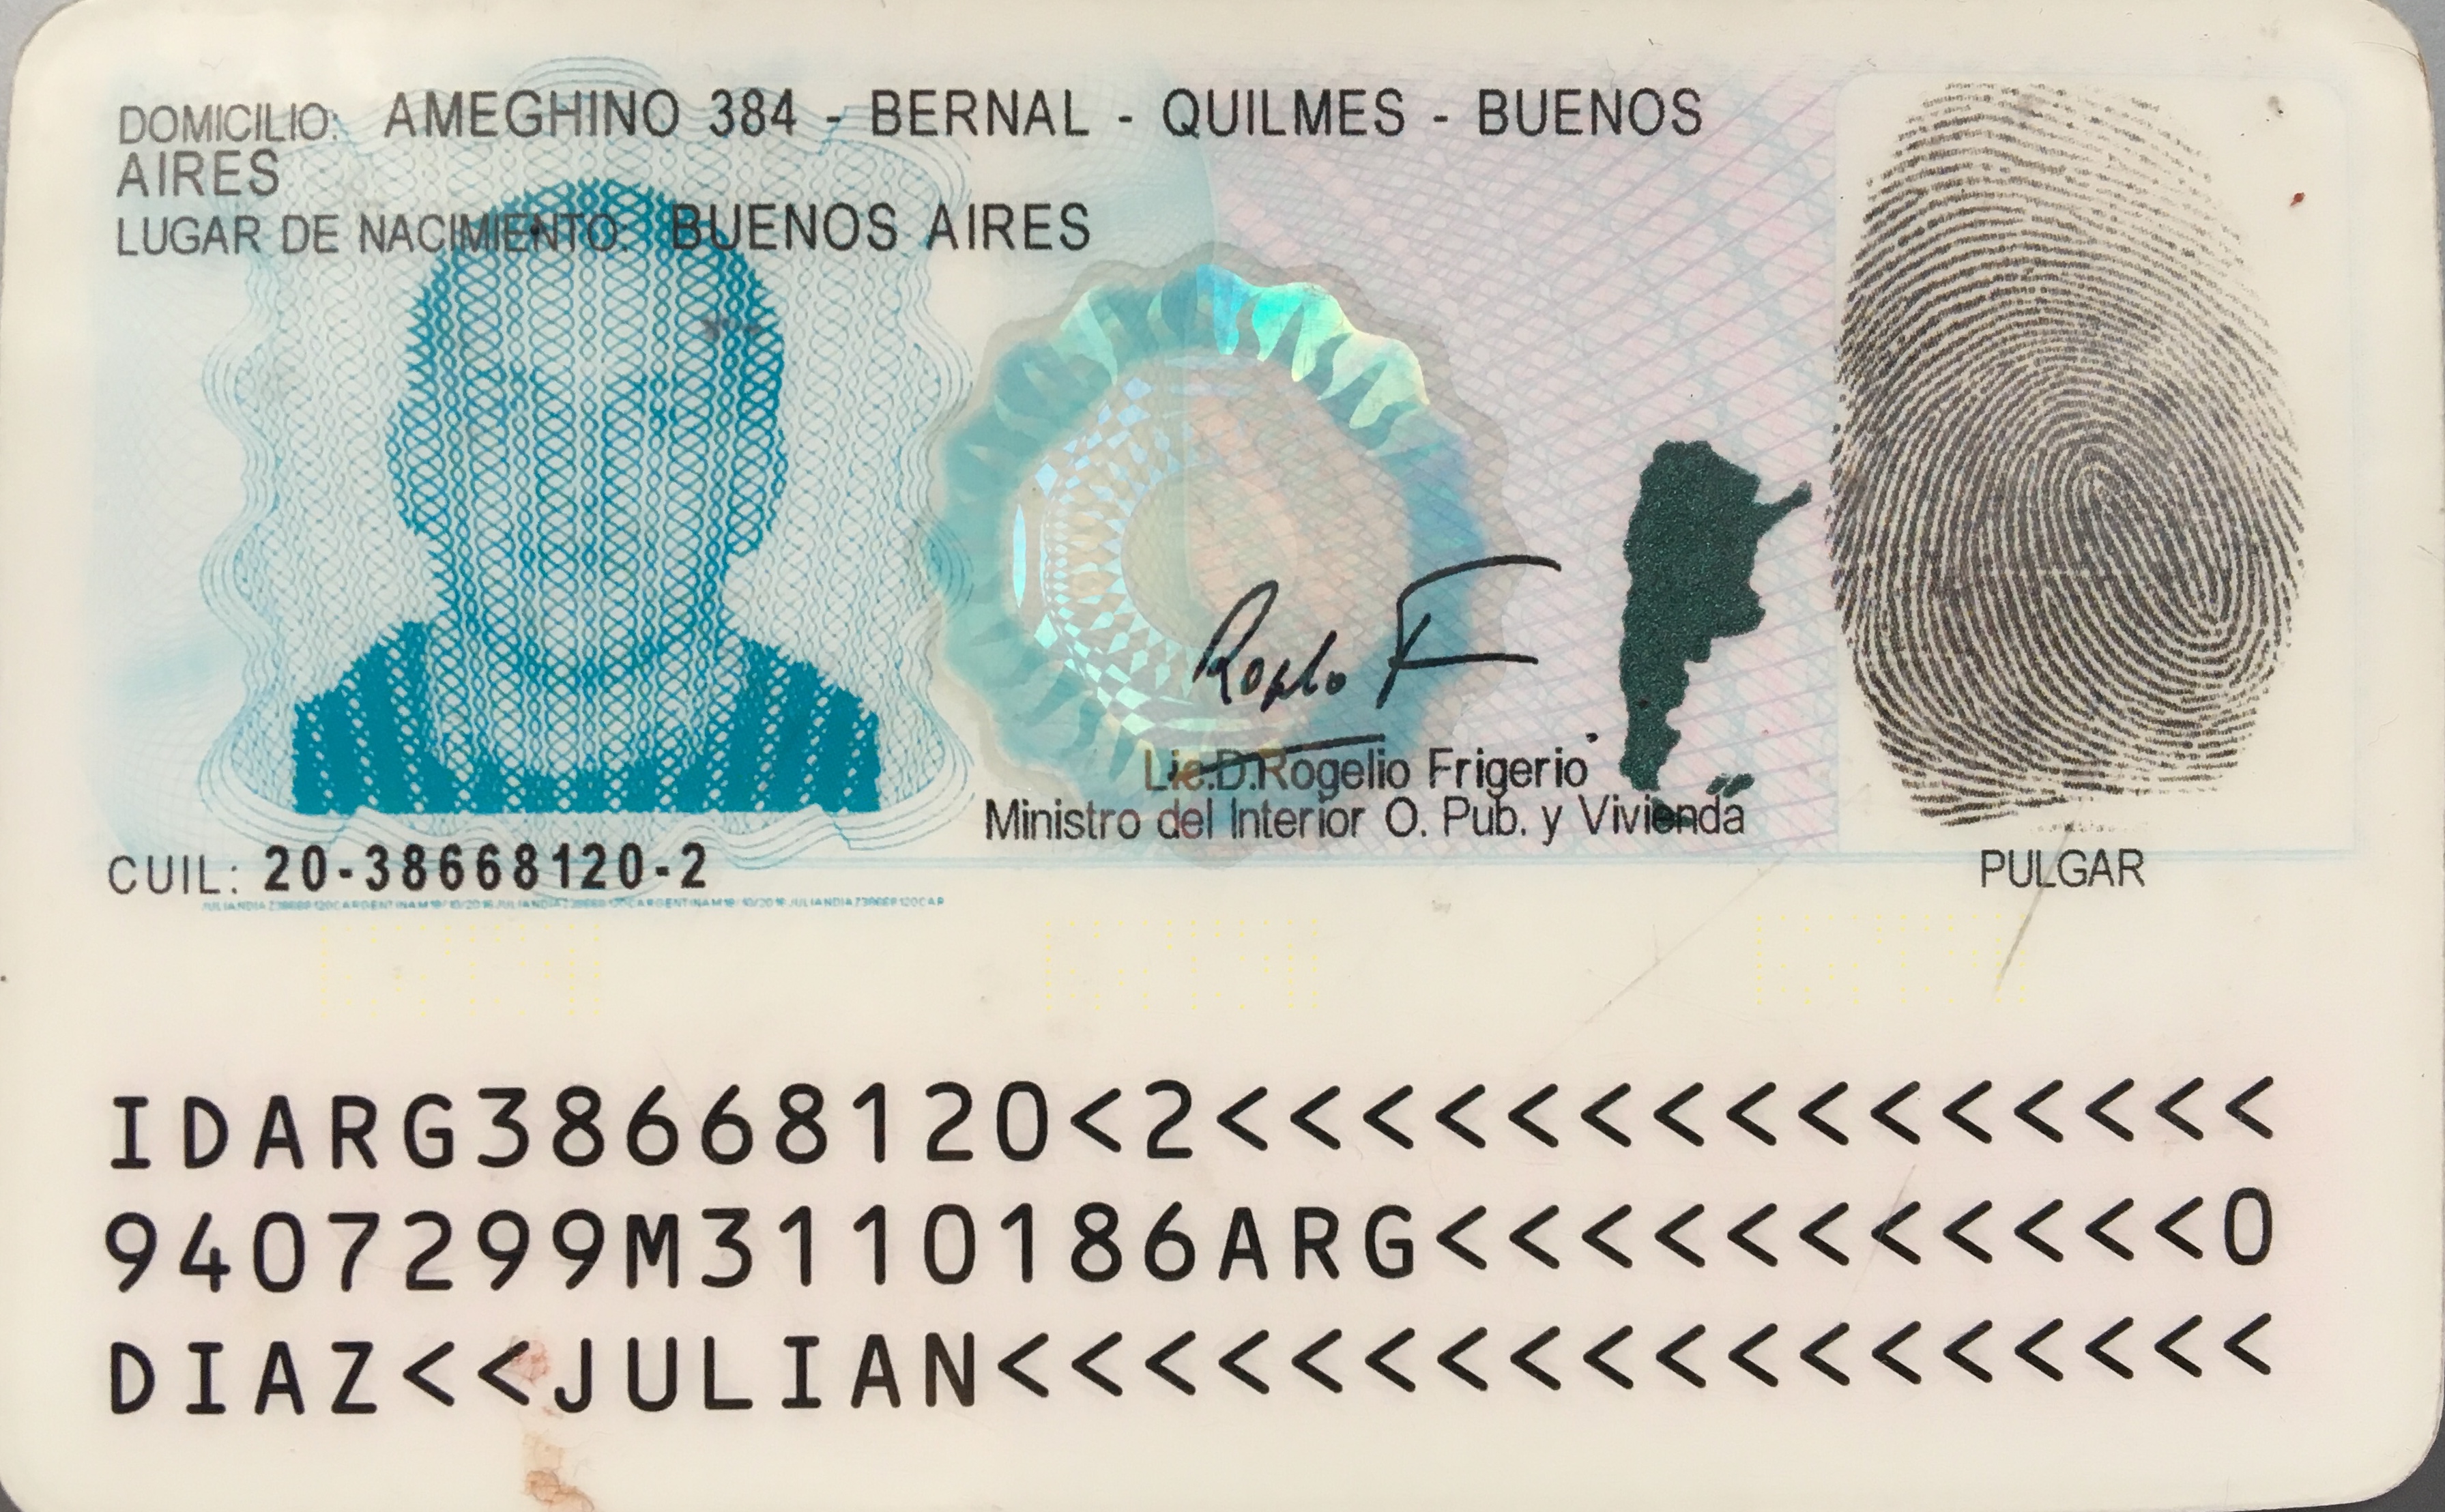 DOMICILIO: AMEGHINO 384 - BERNAL - QUILMES - BUENOS
AIRES
LUGAR DE NACIMIENTO: BUENOS AIRES
Lic.D.Rogelio Frigerio
Ministro del Interior O. Pub. y Vivienda
CUIL: 20-38668120-2
PULGAR
IDARG38668120<2<<<<<<<<<<<<<<<
9407299M3110186ARG<<<<<<<<<<<0
DIAZ<<JULIAN<<<<<<<<<<<<<<<<<<